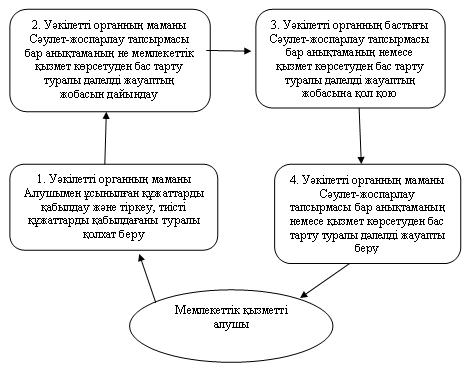 2. Уәкілетті органның маманы
Сәулет-жоспарлау тапсырмасы
бар анықтаманың не мемлекеттік
қызмет көрсетуден бас тарту
туралы дәлелді жауаптың
жобасын дайындау
3. Уәкілетті органның бастығы
Сәулет-жоспарлау тапсырмасы
бар анықтаманың немесе
қызмет көрсетуден бас тарту
туралы дәлелді жауаптың
жобасына қол қою
1. Уәкілетті органның маманы
Алушымен ұсынылған құжаттарды
қабылдау және тіркеу, тиісті
құжаттарды қабылдағаны туралы
қолхат беру
4. Уәкілетті органның маманы
Сәулет-жоспарлау
тапсырмасы бар анықтаманың
немесе қызмет көрсетуден бас
тарту туралы дәлелді жауапты
беру
Мемлекеттік қызметті
алушы